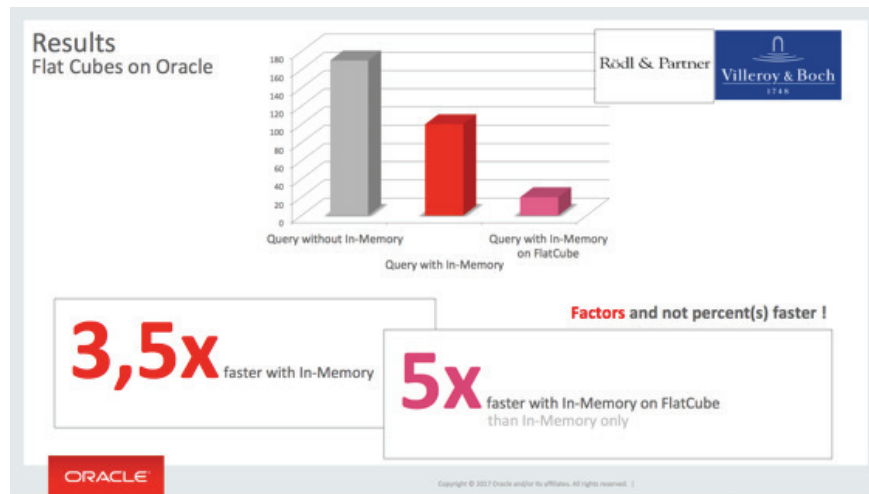 Results
Flat Cubes on Oracle
180
160
140
120
100
80
60
40
20
0
Query without In-Memory
Query with In-Memory
Query with In-Memory
on FlatCube
Rödl & Partner
Villeroy & Boch
1748
Factors and not percent(s) faster !
3,5x faster with In-Memory
5x faster with In-Memory on FlatCube
than In-Memory only
ORACLE
Copyright © 2017 Oracle and/or its affiliates. All rights reserved. |